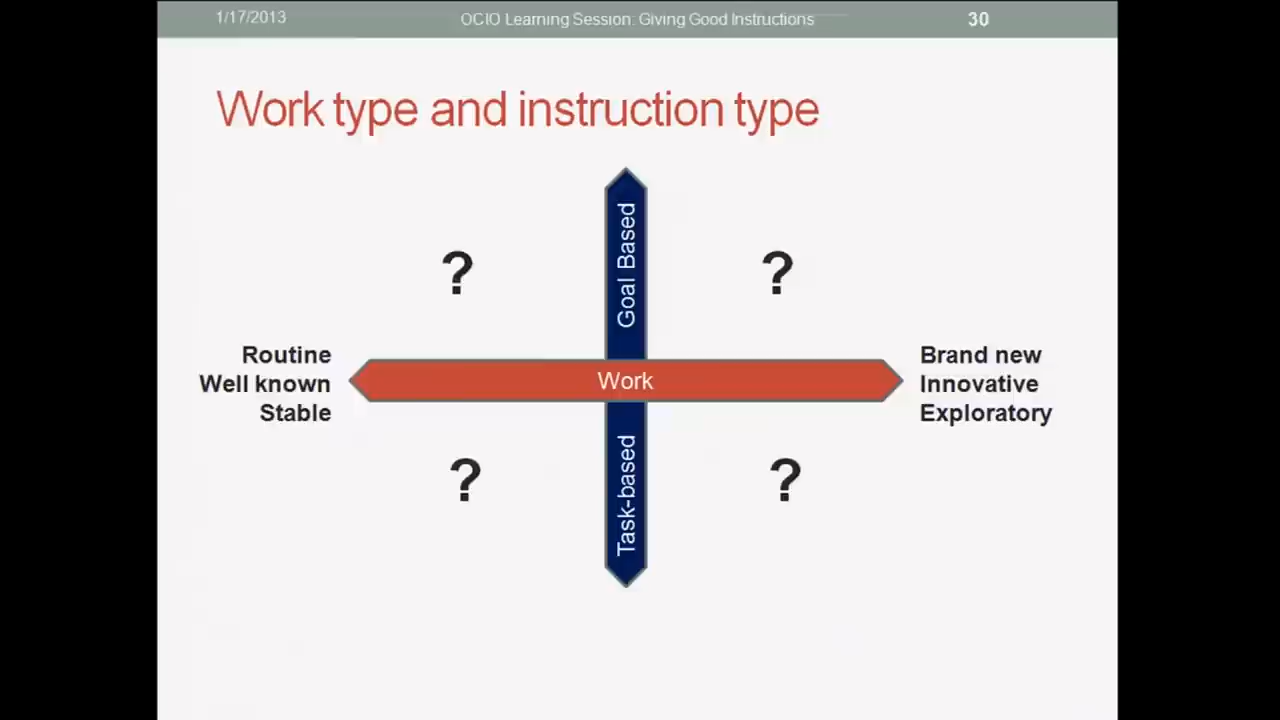 1/17/2013
OCIO Learning Session: Giving Good Instructions
30
Work type and instruction type
Goal Based
?
?
Routine
Well known
Stable
Work
Brand new
Innovative
Exploratory
?
?
Task-based